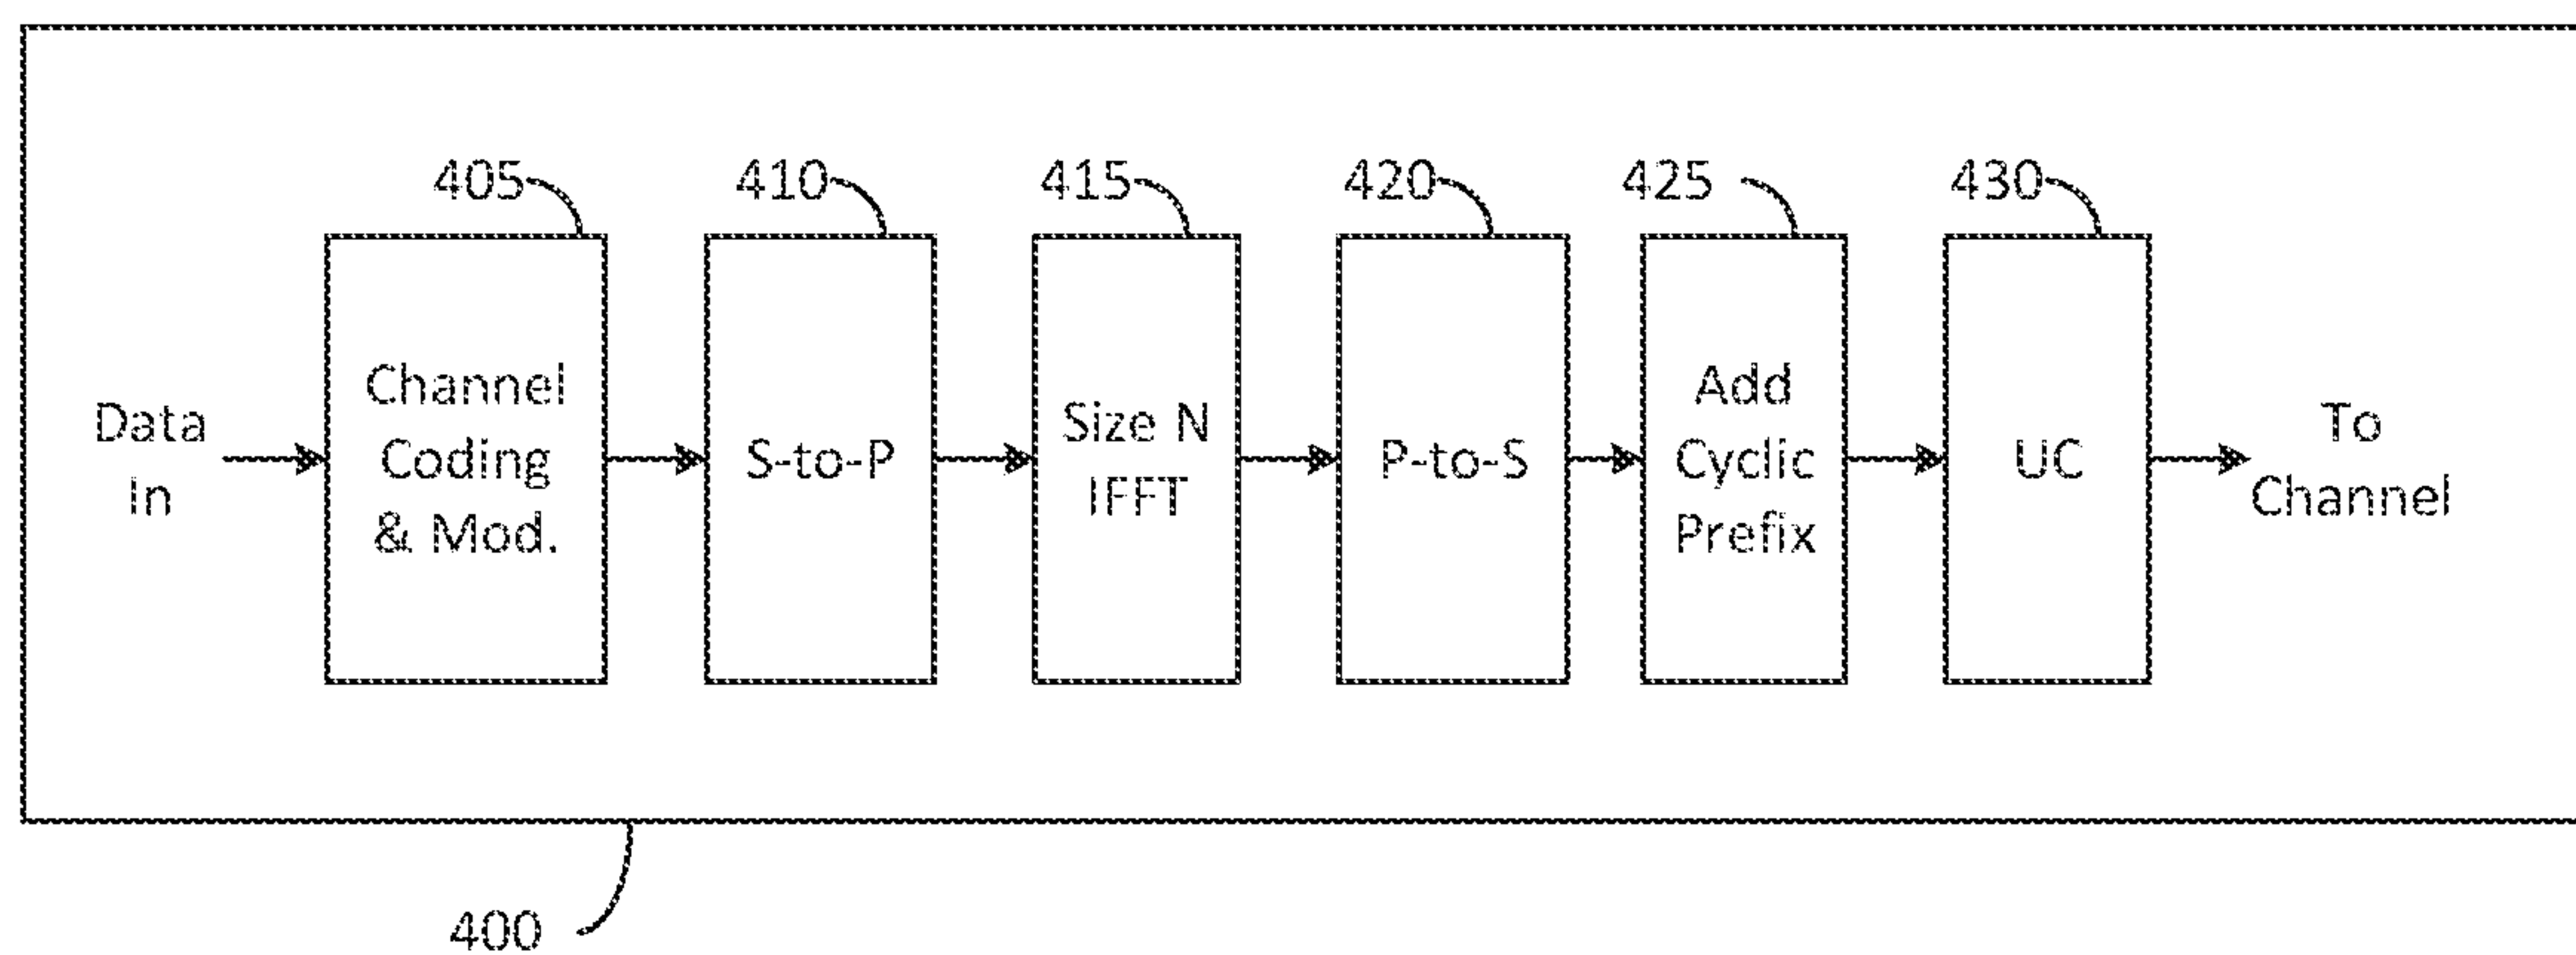 405
410
415
420
425
430
Data
In
Channel
Coding
& Mod.
S-to-P
Size N
IFFT
P-to-S
Add
Cyclic
Prefix
UC
To
Channel
400